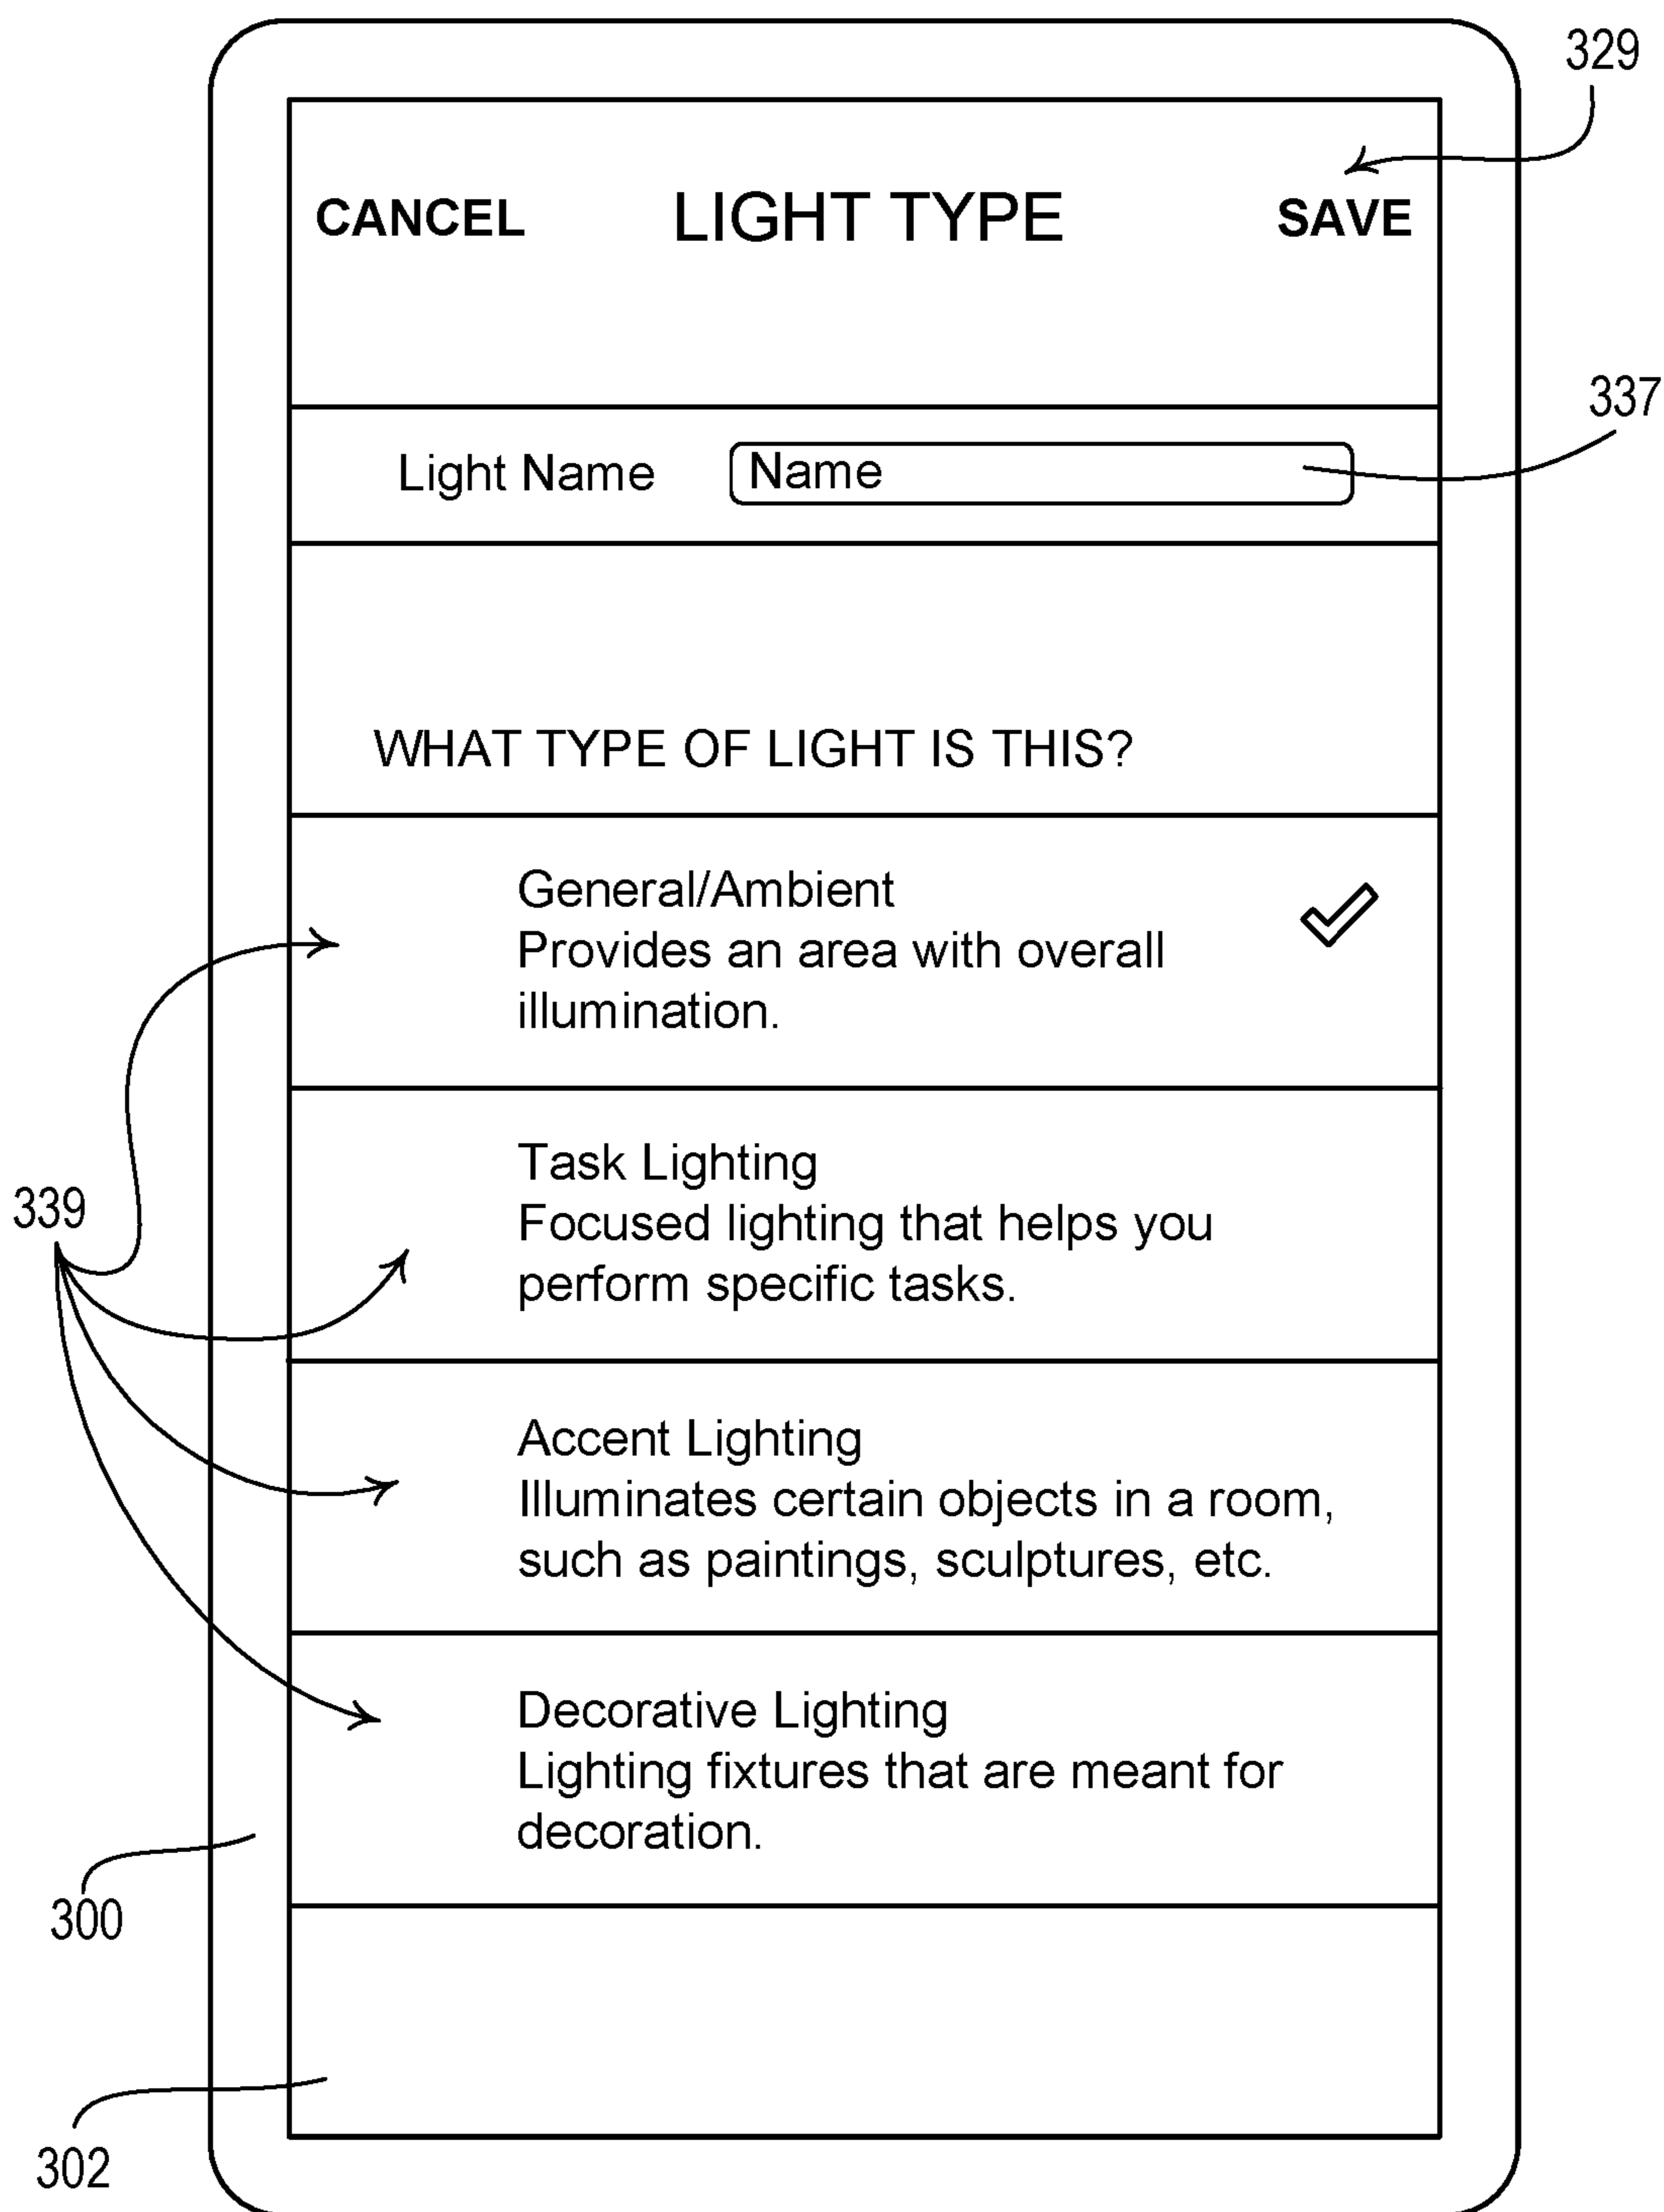 329
CANCEL LIGHT TYPE SAVE
337
Light Name Name
WHAT TYPE OF LIGHT IS THIS?
General/Ambient
Provides an area with overall
illumination.
339
Task Lighting
Focused lighting that helps you
perform specific tasks.
Accent Lighting
Illuminates certain objects in a room,
such as paintings, sculptures, etc.
Decorative Lighting
Lighting fixtures that are meant for
decoration.
300
302